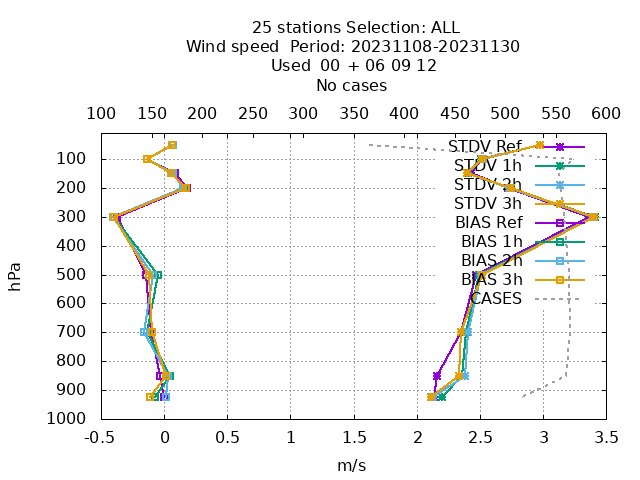 25 stations Selection: ALL
Wind speed  Period: 20231108-20231130
Used  00 + 06 09 12
No cases
100 150 200 250 300 350 400 450 500 550 600
STDV Ref
STDV 1h
STDV 2h
STDV 3h
BIAS Ref
BIAS 1h
BIAS 2h
BIAS 3h
CASES
100
200
300
400
500
600
700
800
900
1000
hPa
-0.5 0 0.5 1 1.5 2 2.5 3 3.5
m/s